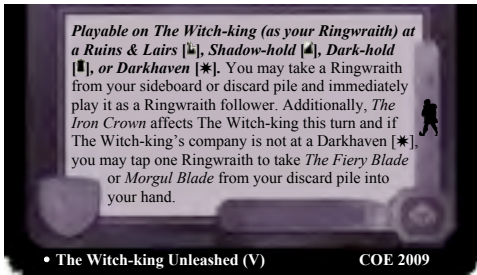 Playable on The Witch-king (as your Ringwraith) at
a Ruins & Lairs [], Shadow-hold [], Dark-hold
[], or Darkhaven []. You may take a Ringwraith
from your sideboard or discard pile and immediately
play it as a Ringwraith follower. Additionally, The
Iron Crown affects The Witch-king this turn and if
The Witch-king's company is not at a Darkhaven [],
you may tap one Ringwraith to take The Fiery Blade
or Morgul Blade from your discard pile into
your hand.
• The Witch-king Unleashed (V) COE 2009